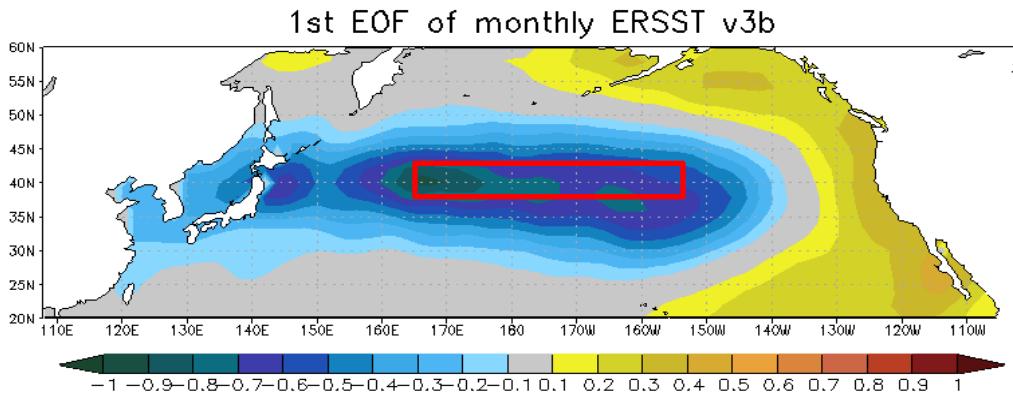 1st EOF of monthly ERSST v3b
60N
55N
50N
45N
40N
35N
30N
25N
20N
110E 120E 130E 140E 150E 160E 170E 180 170W 160W 150W 140W 130W 120W 110W
-1 -0.9 -0.8 -0.7 -0.6 -0.5 -0.4 -0.3 -0.2 -0.1 0.1 0.2 0.3 0.4 0.5 0.6 0.7 0.8 0.9 1